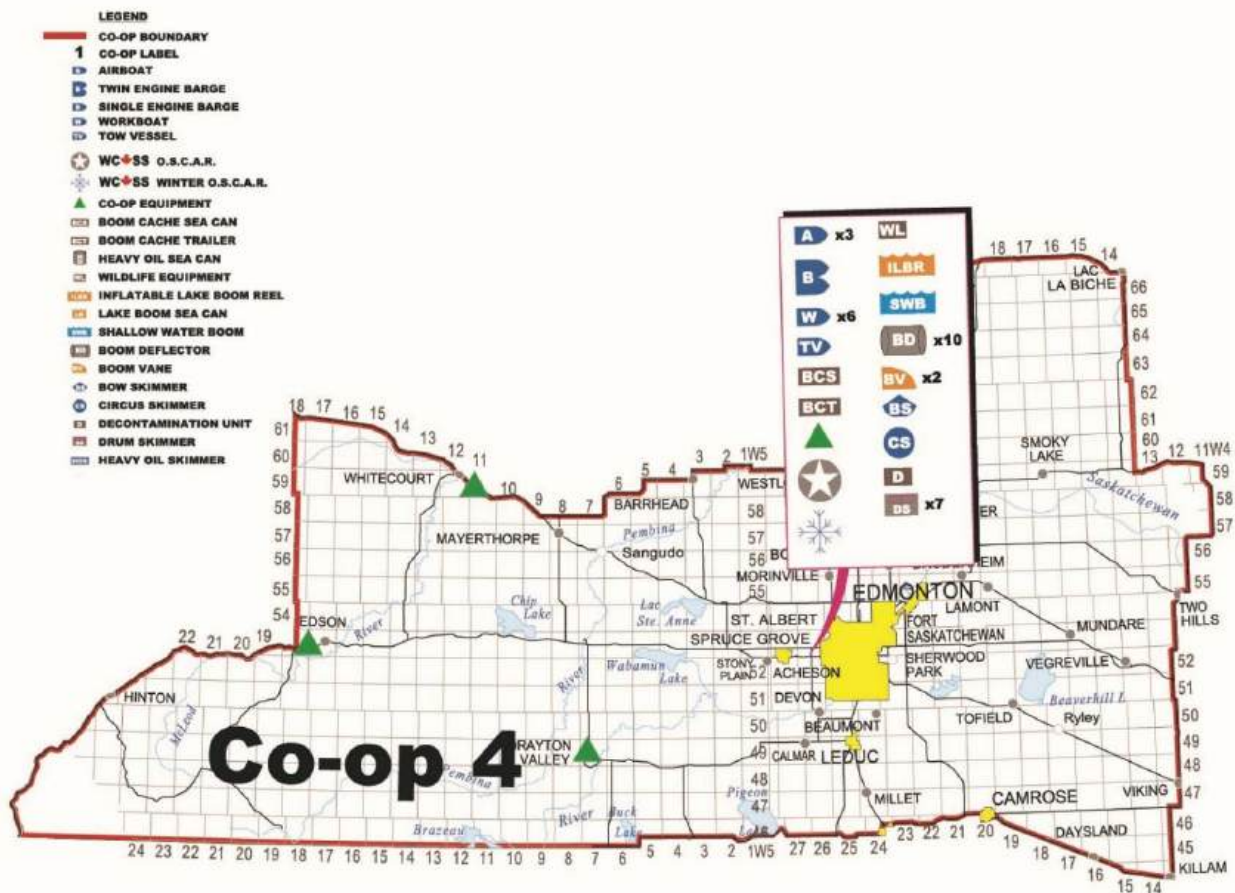 LEGEND
CO-OP BOUNDARY
1 CO-OP LABEL
AIRBOAT
TWIN ENGINE BARGE
SINGLE ENGINE BARGE
WORKBOAT
TOW VESSEL
WC SS O.S.C.A.R.
WC SS WINTER O.S.C.A.R.
CO-OP EQUIPMENT
BOOM CACHE SEA CAN
BOOM CACHE TRAILER
HEAVY OIL SEA CAN
WILDLIFE EQUIPMENT
INFLATABLE LAKE BOOM REEL
LAKE BOOM SEA CAN
SHALLOW WATER BOOM
BOOM DEFLECTOR
BOOM VANE
BOW SKIMMER
CIRCUS SKIMMER
DECONTAMINATION UNIT
DRUM SKIMMER
HEAVY OIL SKIMMER
A x3 WL
B ILBR
W x6 SWB
TV BD x10
BCS BV x2
BCT BS
CS
D
DS x7
18 17 16 15 14
LAC
LA BICHE
66
65
64
63
62
61
60
13 12 11W4
59
58
57
56
55
SMOKY
LAKE
Saskatchewan
18 17 16 15 14 13 12 11 10 9 8 7 6 5 4 3 2 1W5
61
60
59
58
57
56
55
54
WHITECOURT
BARRHEAD
58
57
56
55
MAYERTHORPE
Sangudo
Pembina
MORINVILLE
EDMONTON
LAMONT
TWO
HILLS
Chip
Lake
Lac
Ste. Anne
ST. ALBERT
SPRUCE GROVE
FORT
SASKATCHEWAN
MUNDARE
EDSON
River
22 21 20 19
Wabamun
Lake
STONY
PLAIN
ACHESON
SHERWOOD
PARK
VEGREVILLE
52
51
50
49
48
47
46
45
HINTON
McLeod
River
52
51
50
49
48
47
46
DEVON
BEAUMONT
Beaverhill L
TOFIELD
Ryley
Co-op 4
DRAYTON
VALLEY
CALMAR
LEDUC
Pembina
River
Buck
Lake
Pigeon
Lake
MILLET
CAMROSE
VIKING
Brazeau
DAYSLAND
KILLAM
24 23 22 21 20 19 18 17 16 15 14 13 12 11 10 9 8 7 6 5 4 3 2 1W5 27 26 25 24 23 22 21 20 19 18 17 16 15 14